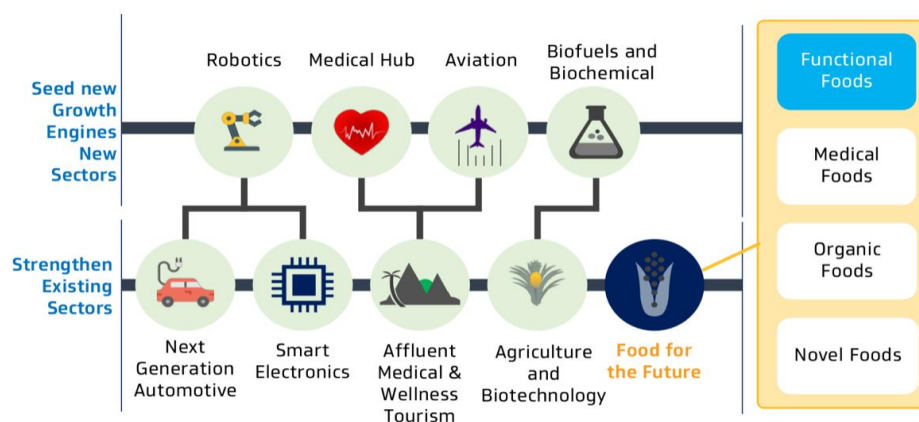 Seed new
Growth
Engines
New
Sectors
Robotics
Medical Hub
Aviation
Biofuels and
Biochemical
Strengthen
Existing
Sectors
Next
Generation
Automotive
Smart
Electronics
Affluent
Medical &
Wellness
Tourism
Agriculture
and
Biotechnology
Food for
the Future
Functional
Foods
Medical
Foods
Organic
Foods
Novel Foods